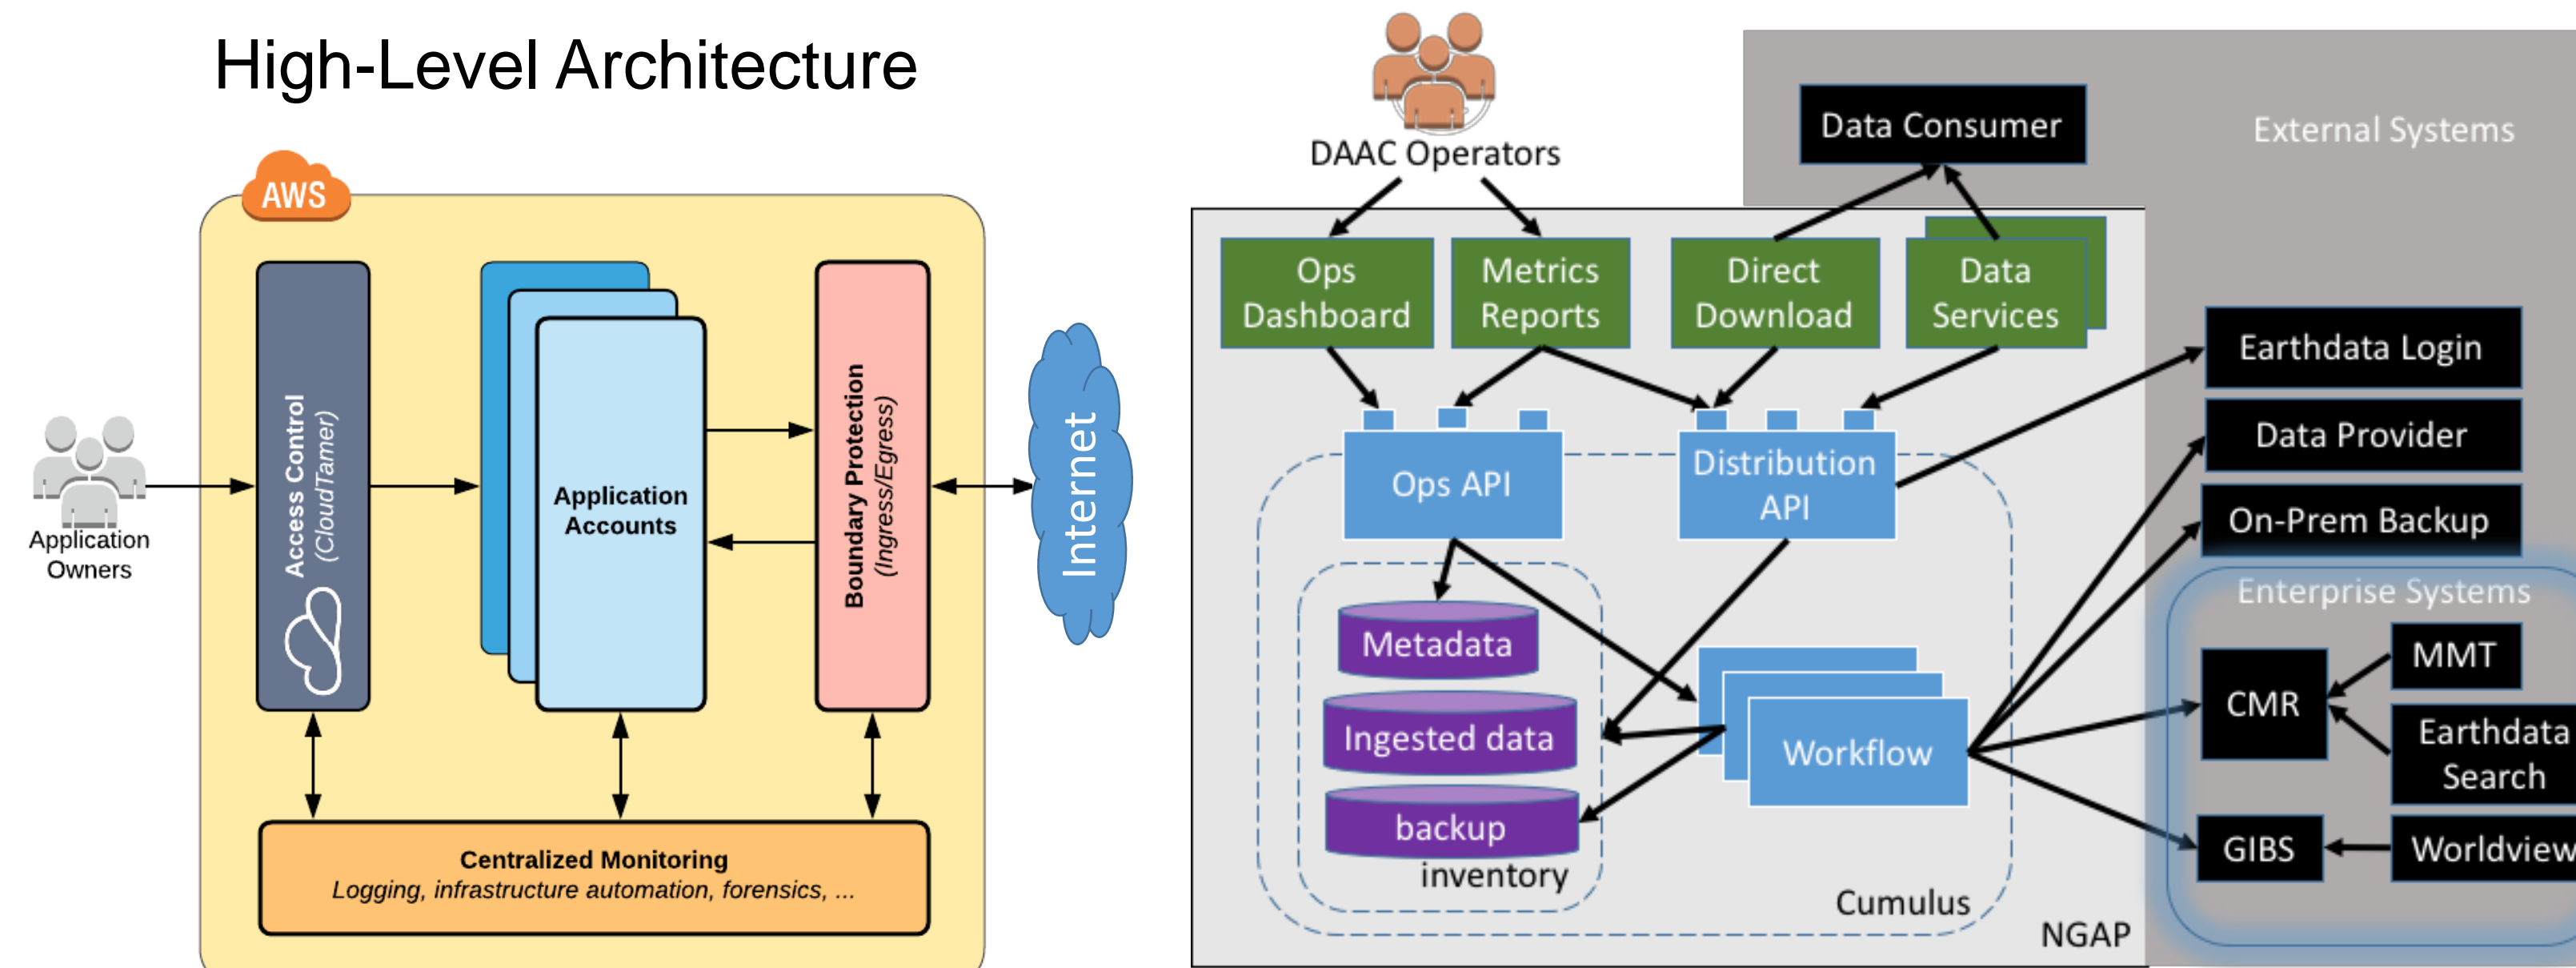 High-Level Architecture
AWS
Application
Owners
Access Control
(CloudTamer)
Application
Accounts
Boundary Protection
(Ingress/Egress)
Internet
Centralized Monitoring
Logging, infrastructure automation, forensics, ...
DAAC Operators
Data Consumer
External Systems
Ops
Dashboard
Metrics
Reports
Direct
Download
Data
Services
Earthdata Login
Data Provider
On-Prem Backup
Ops API
Distribution
API
Enterprise Systems
Metadata
Ingested data
backup
inventory
Workflow
CMR
MMT
Earthdata
Search
GIBS
Worldview
Cumulus
NGAP